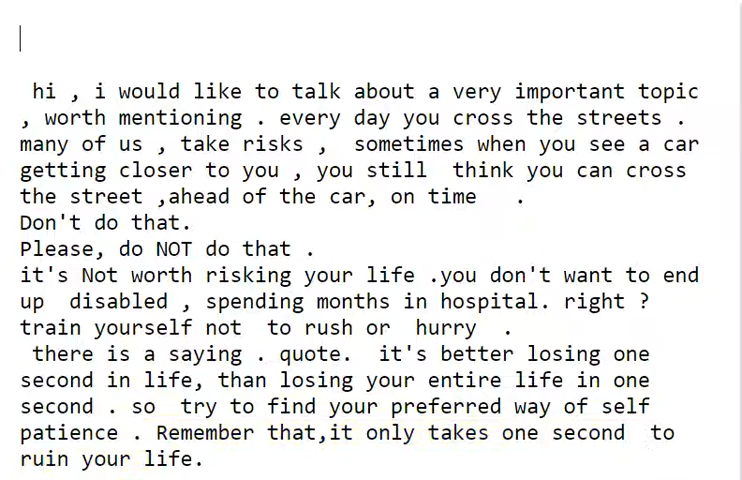 hi , i would like to talk about a very important topic
, worth mentioning . every day you cross the streets .
many of us , take risks ,  sometimes when you see a car
getting closer to you , you still  think you can cross
the street ,ahead of the car, on time   .
Don't do that.
Please, do NOT do that .
it's Not worth risking your life .you don't want to end
up  disabled , spending months in hospital. right ?
train yourself not  to rush or  hurry  .
there is a saying . quote.  it's better losing one
second in life, than losing your entire life in one
second . so  try to find your preferred way of self
patience . Remember that,it only takes one second  to
ruin your life.